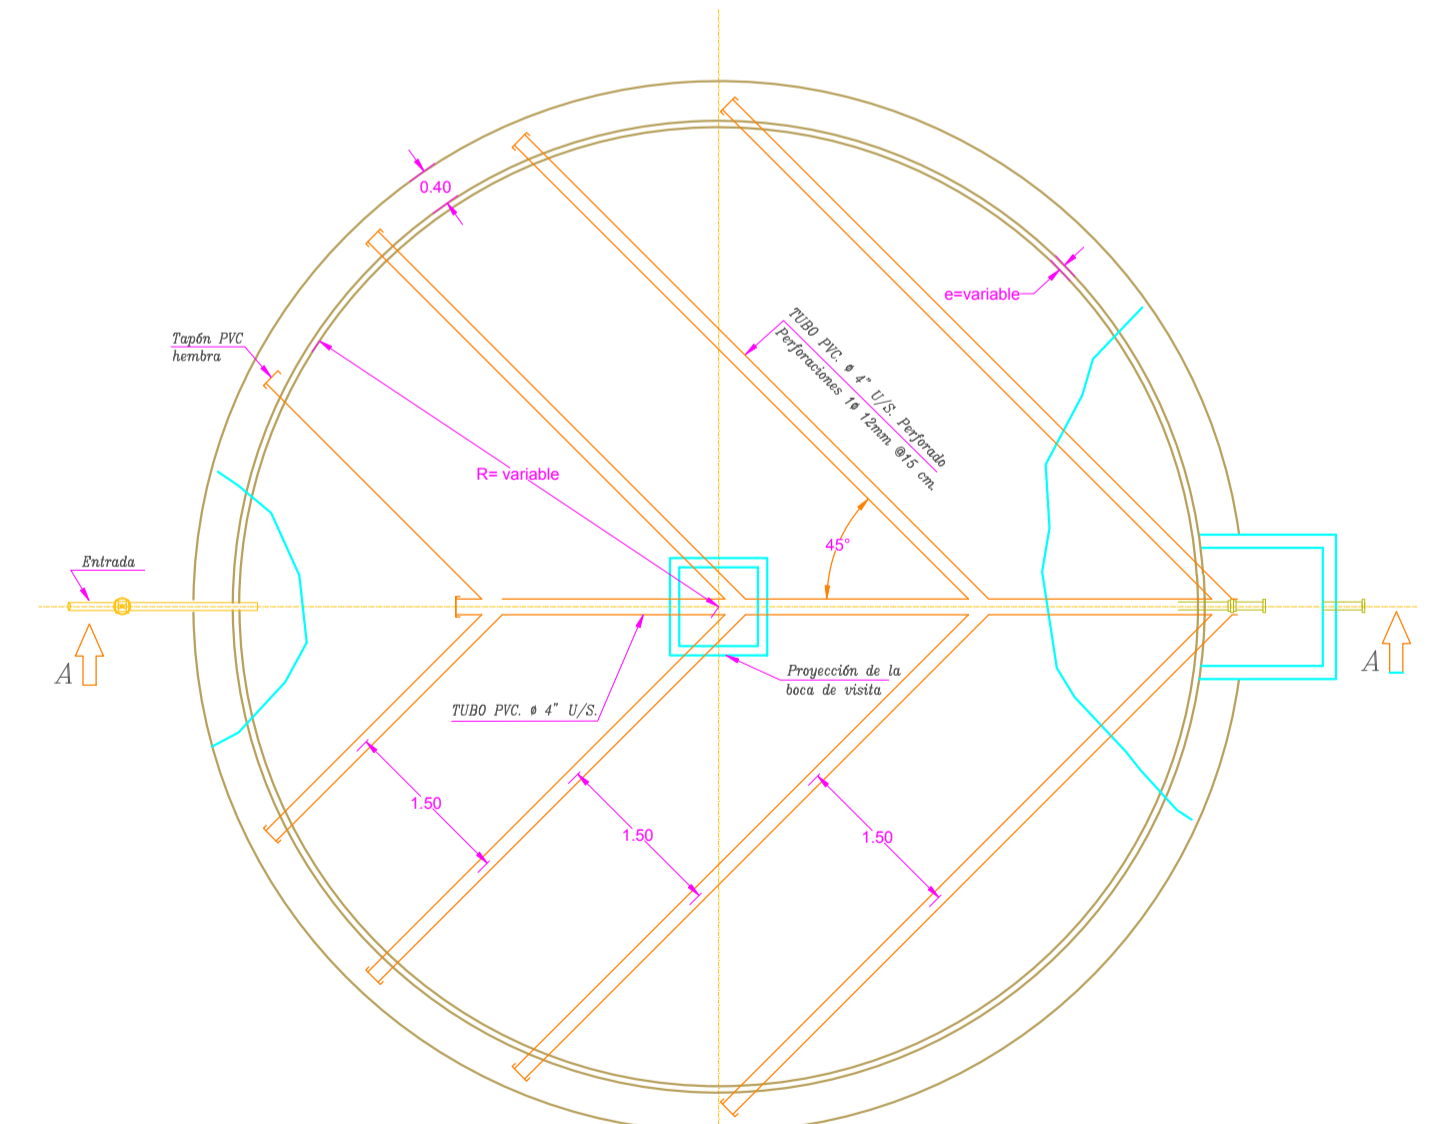 0.40
e=variable
TUBO PVC. ø 4" U/S. Perforado
Perforaciones 1ø 12mm @15 cm.
Tapón PVC
hembra
R= variable
45°
Entrada
A
A
Proyección de la
boca de visita
TUBO PVC. ø 4" U/S.
1.50
1.50
1.50